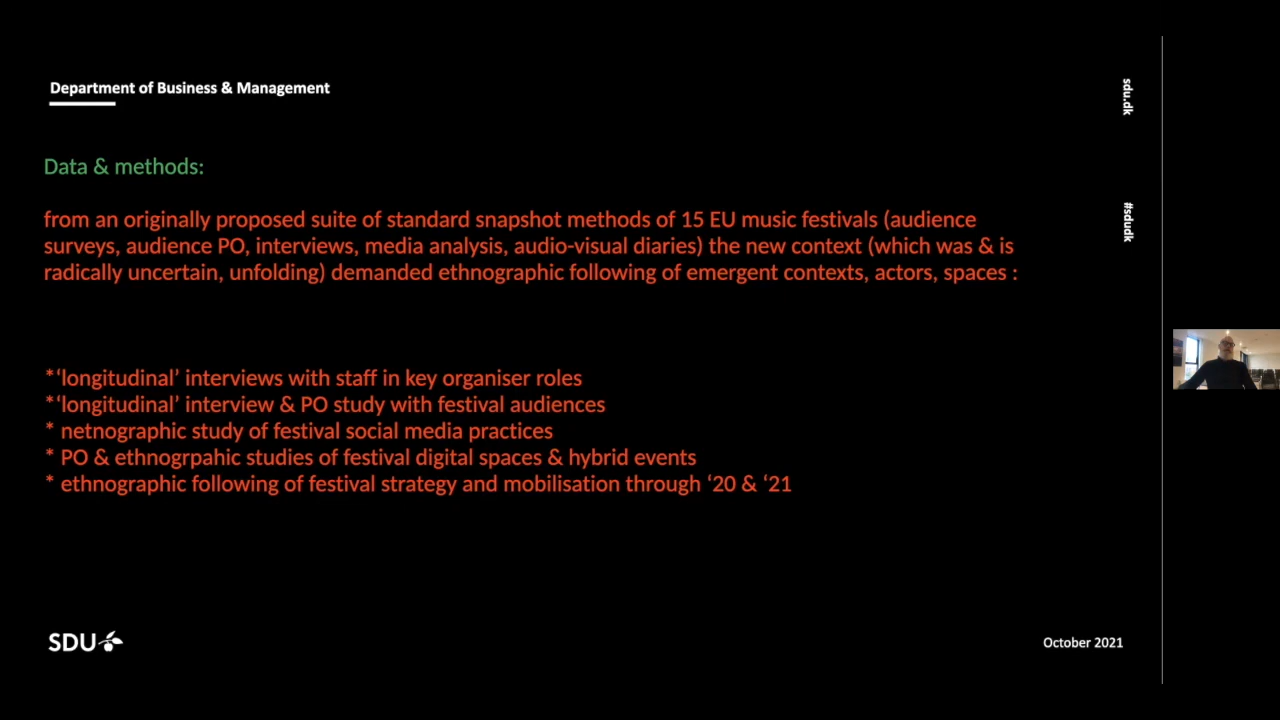 Department of Business & Management
sdu.dk
Data & methods:
#sdudk
from an originally proposed suite of standard snapshot methods of 15 EU music festivals (audience
surveys, audience PO, interviews, media analysis, audio-visual diaries) the new context (which was & is
radically uncertain, unfolding) demanded ethnographic following of emergent contexts, actors, spaces :
*‘longitudinal’ interviews with staff in key organiser roles
*‘longitudinal’ interview & PO study with festival audiences
* netnographic study of festival social media practices
* PO & ethnogrpahic studies of festival digital spaces & hybrid events
* ethnographic following of festival strategy and mobilisation through ‘20 & ‘21
SDU
October 2021